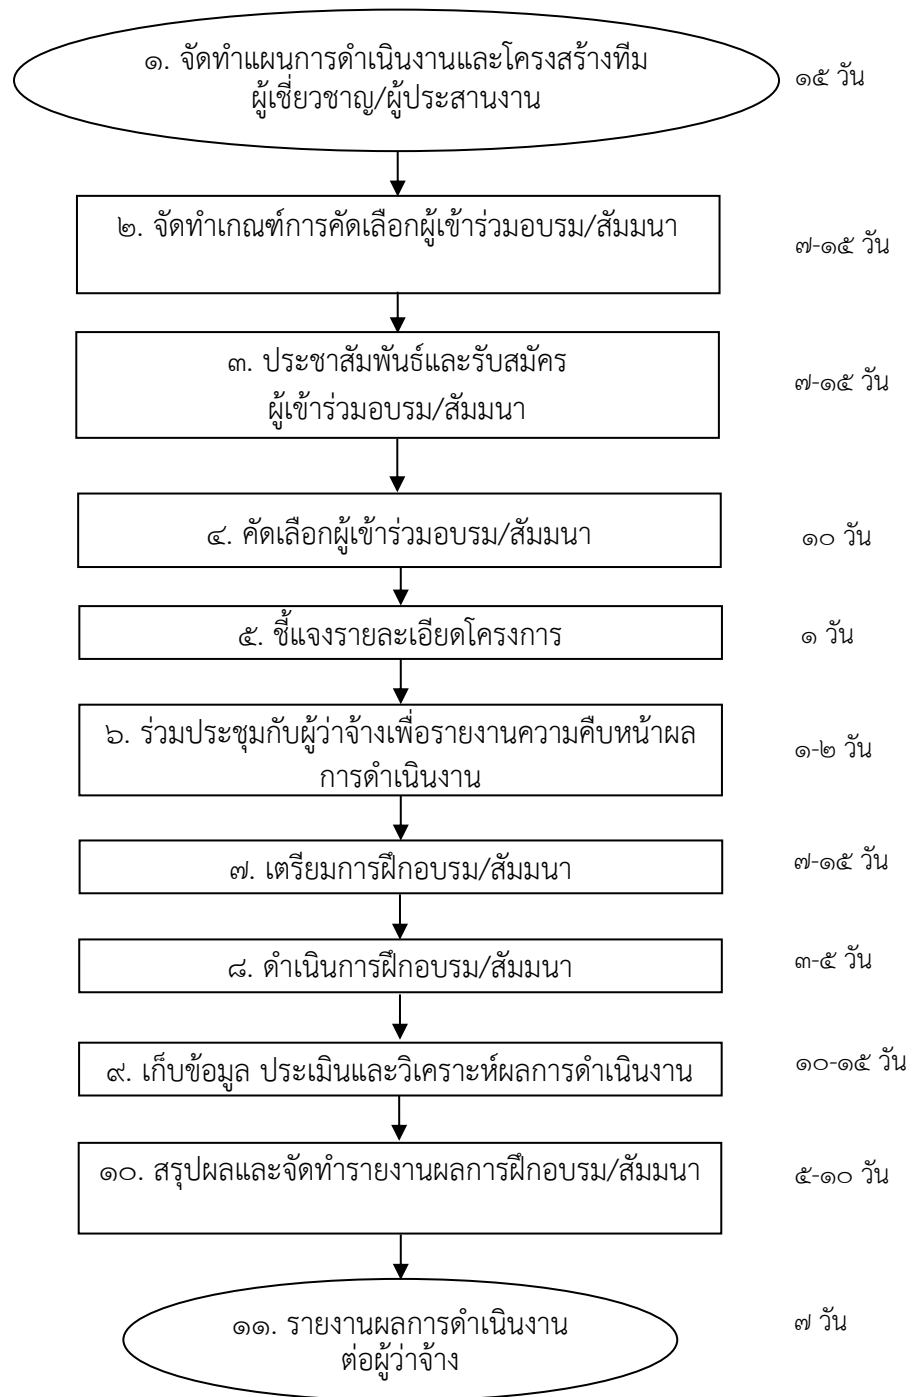 ๑. จัดทำแผนการดำเนินงานและโครงสร้างทีม
ผู้เชี่ยวชาญ/ผู้ประสานงาน
๑๕ วัน
๒. จัดทำเกณฑ์การคัดเลือกผู้เข้าร่วมอบรม/สัมมนา
๗-๑๕ วัน
๓. ประชาสัมพันธ์และรับสมัคร
ผู้เข้าร่วมอบรม/สัมมนา
๗-๑๕ วัน
๔. คัดเลือกผู้เข้าร่วมอบรม/สัมมนา
๑๐ วัน
๕. ชี้แจงรายละเอียดโครงการ
๑ วัน
๖. ร่วมประชุมกับผู้ว่าจ้างเพื่อรายงานความคืบหน้าผล
การดำเนินงาน
๑-๒ วัน
๗. เตรียมการฝึกอบรม/สัมมนา
๗-๑๕ วัน
๘. ดำเนินการฝึกอบรม/สัมมนา
๓-๕ วัน
๙. เก็บข้อมูล ประเมินและวิเคราะห์ผลการดำเนินงาน
๑๐-๑๕ วัน
๑๐. สรุปผลและจัดทำรายงานผลการฝึกอบรม/สัมมนา
๕-๑๐ วัน
๑๑. รายงานผลการดำเนินงาน
ต่อผู้ว่าจ้าง
๗ วัน